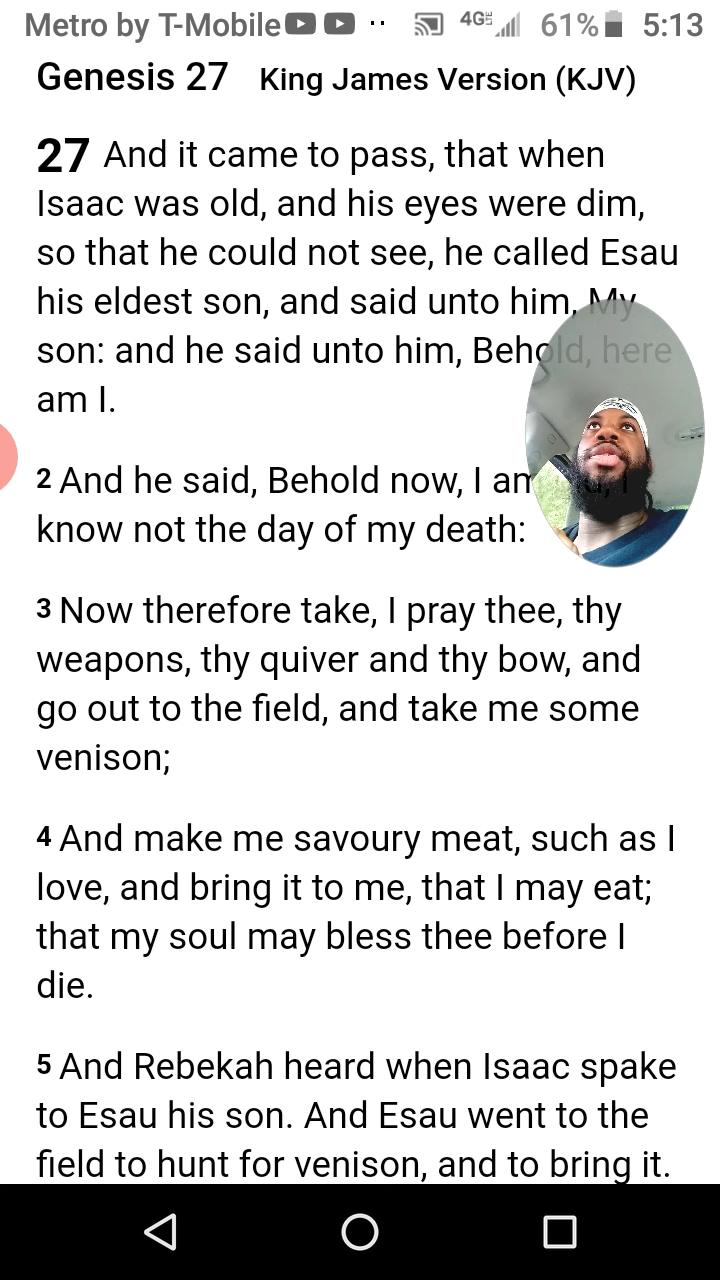 Metro by T-Mobile 4G LTE 61% 5:13
Genesis 27 King James Version (KJV)
27 And it came to pass, that when
Isaac was old, and his eyes were dim,
so that he could not see, he called Esau
his eldest son, and said unto him, My
son: and he said unto him, Behold, here
am I.
2 And he said, Behold now, I am I
know not the day of my death:
3 Now therefore take, I pray thee, thy
weapons, thy quiver and thy bow, and
go out to the field, and take me some
venison;
4 And make me savoury meat, such as I
love, and bring it to me, that I may eat;
that my soul may bless thee before I
die.
5 And Rebekah heard when Isaac spake
to Esau his son. And Esau went to the
field to hunt for venison, and to bring it.